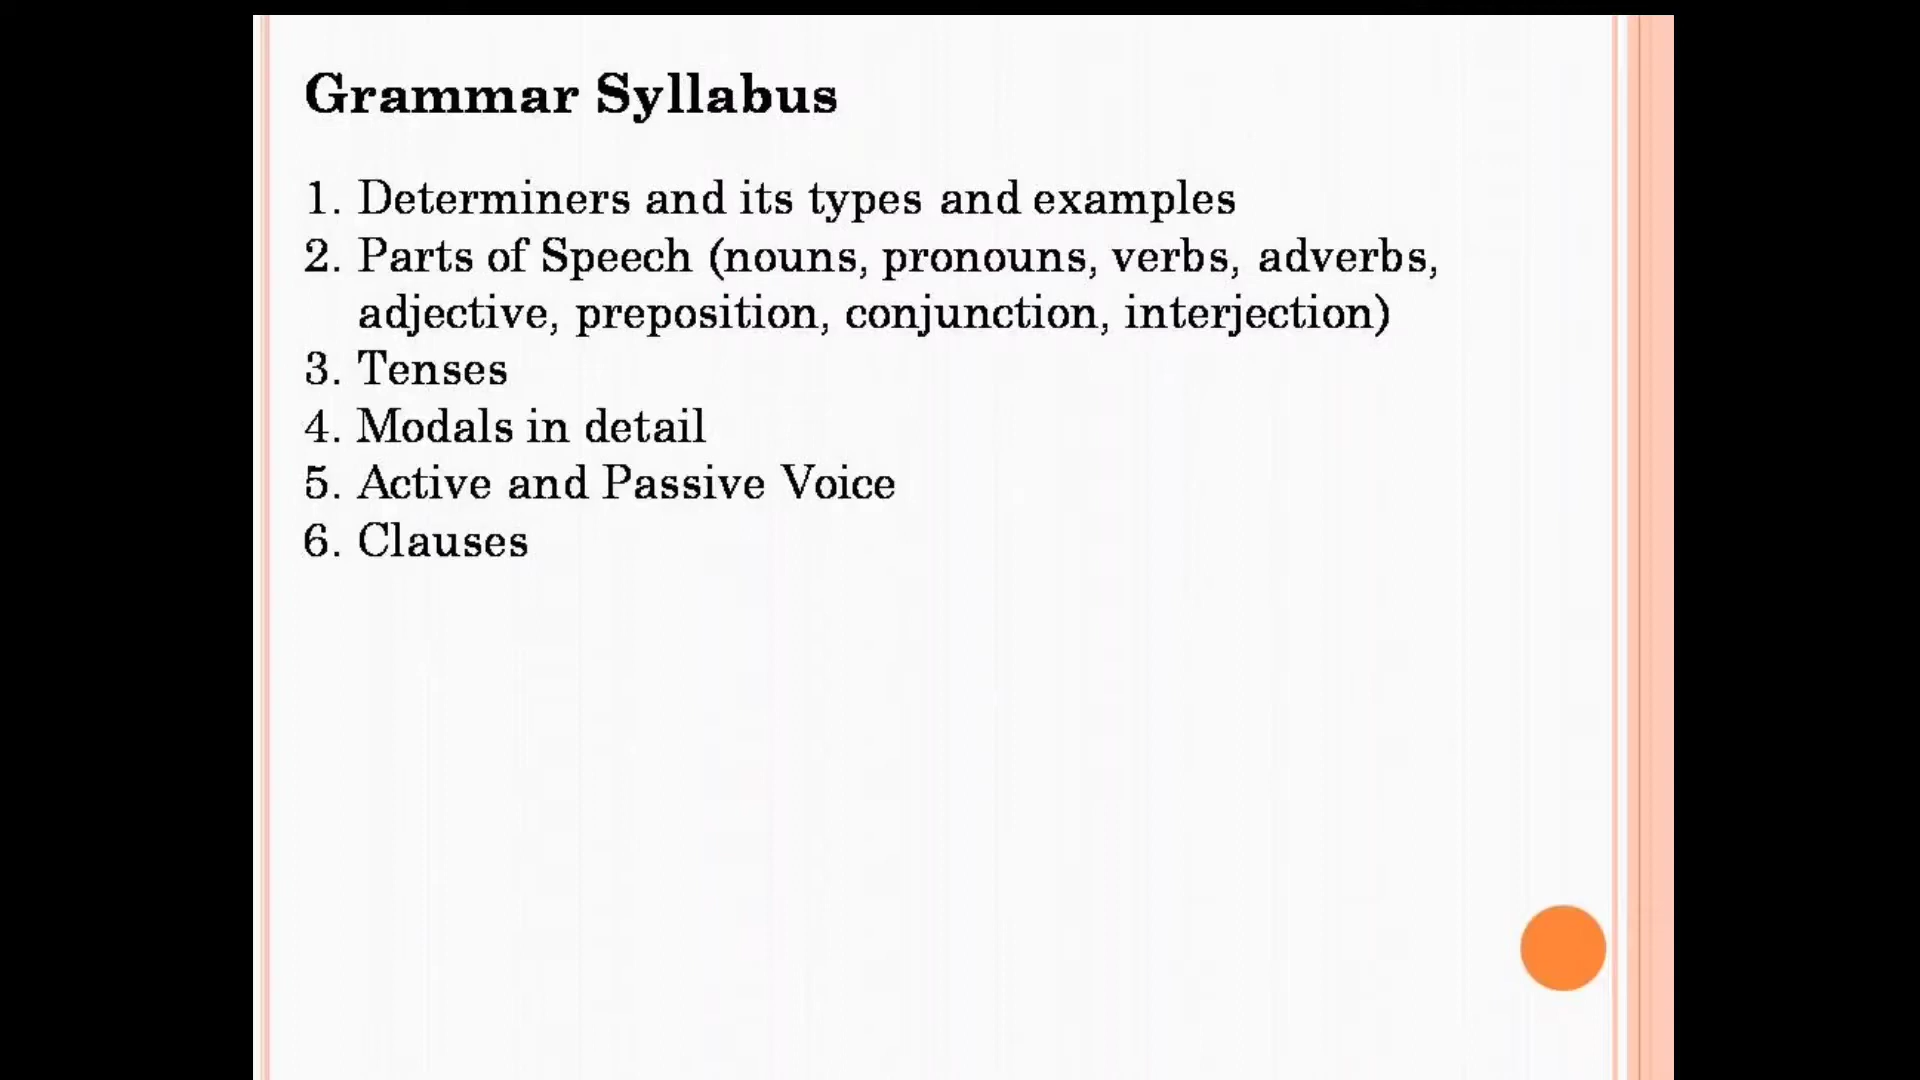 Grammar Syllabus
1. Determiners and its types and examples
2. Parts of Speech (nouns, pronouns, verbs, adverbs,
adjective, preposition, conjunction, interjection)
3. Tenses
4. Modals in detail
5. Active and Passive Voice
6. Clauses